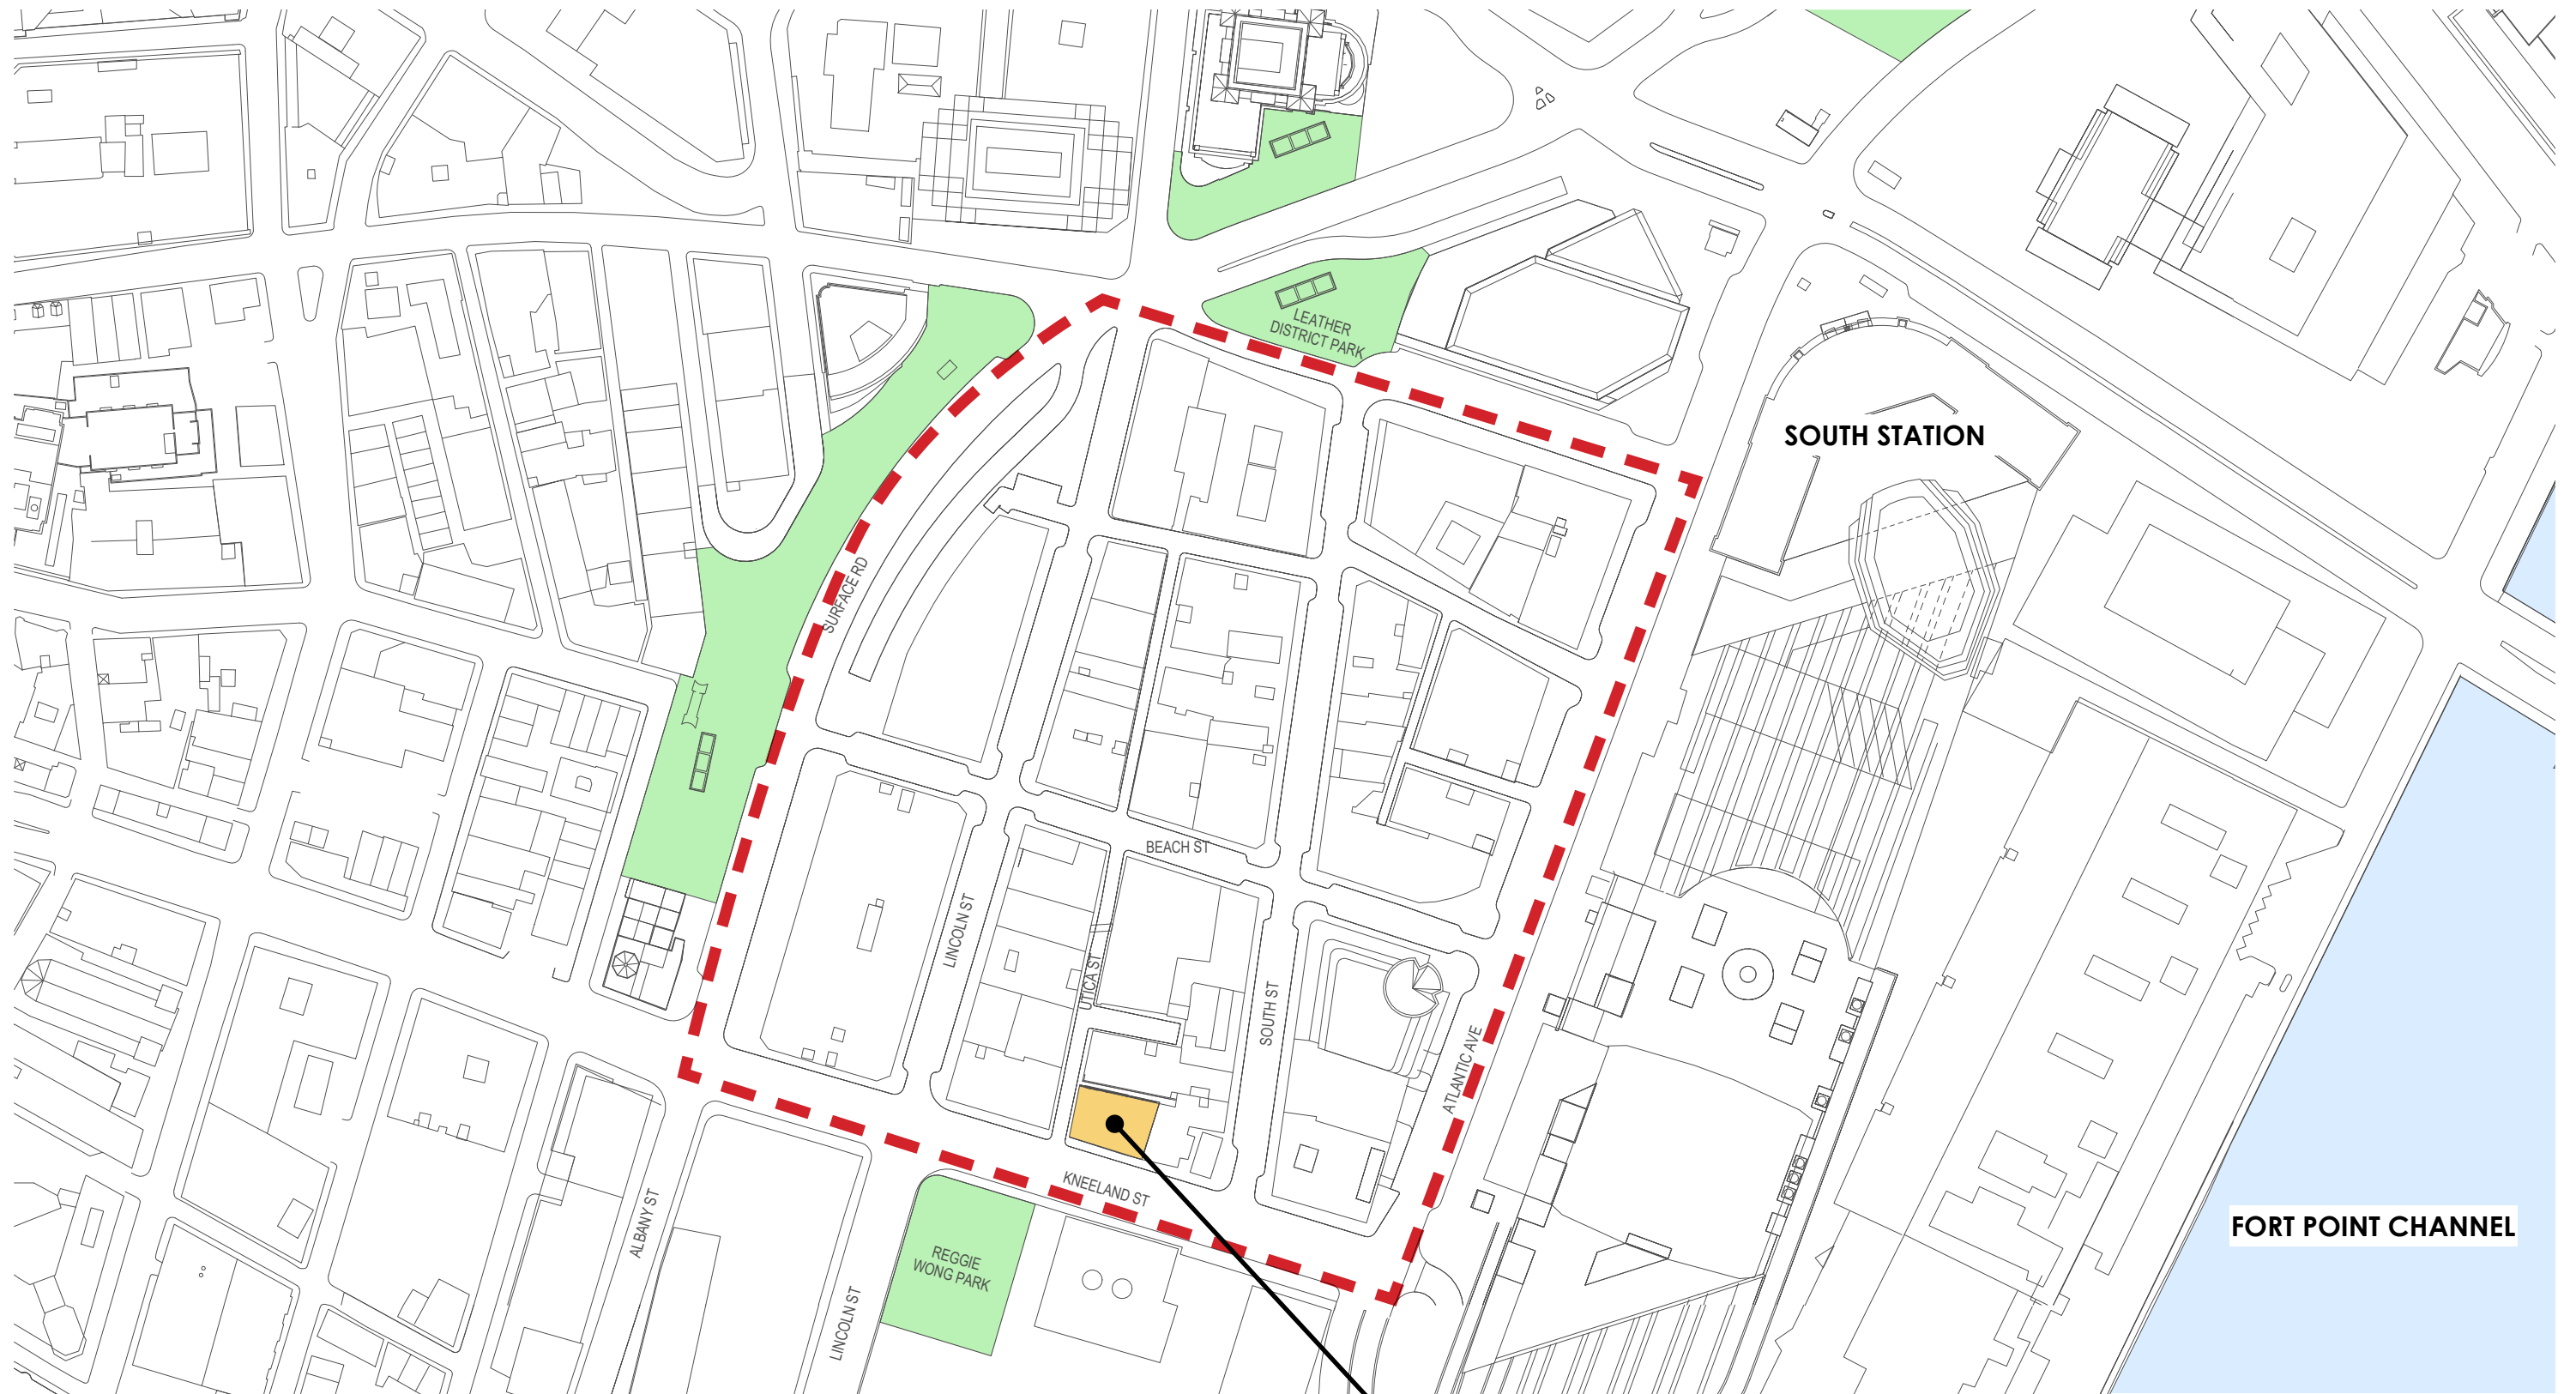 LEATHER
DISTRICT PARK
SOUTH STATION
SURFACE RD
BEACH ST
LINCOLN ST
UTICA ST
SOUTH ST
ATLANTIC AVE
KNEELAND ST
ALBANY ST
REGGIE
WONG PARK
LINCOLN ST
FORT POINT CHANNEL